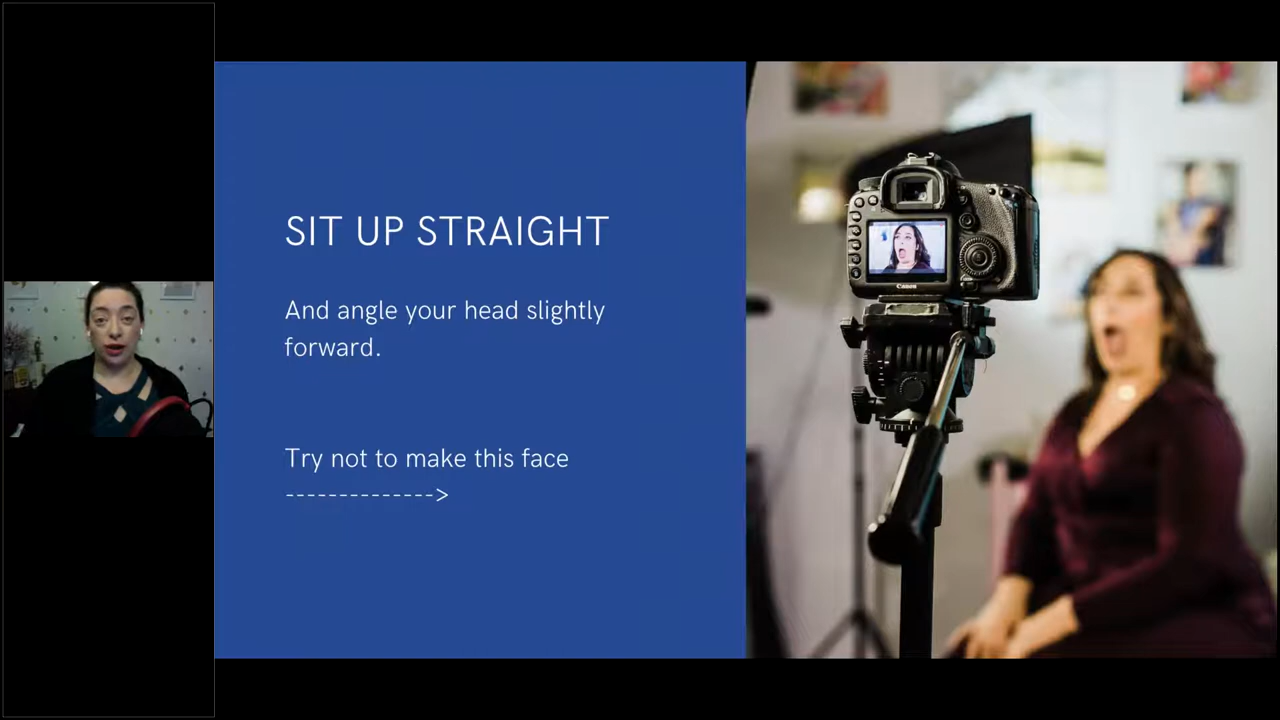 SIT UP STRAIGHT
And angle your head slightly
forward.
Try not to make this face
-------------->
Canon